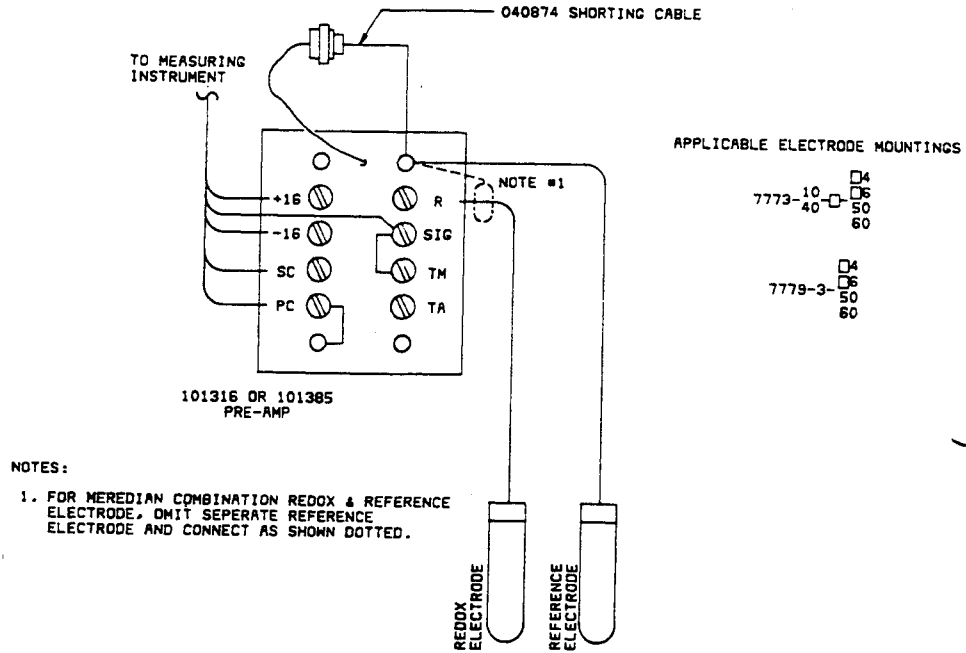 040874 SHORTING CABLE
TO MEASURING
INSTRUMENT
APPLICABLE ELECTRODE MOUNTINGS
NOTE #1
+16
R
-16
SIG
SC
TM
PC
TA
7773-10
40-□-□4
□6
50
60
7779-3-□4
□6
50
60
101316 OR 101385
PRE-AMP
NOTES:
1. FOR MEREDIAN COMBINATION REDOX & REFERENCE
ELECTRODE, OMIT SEPERATE REFERENCE
ELECTRODE AND CONNECT AS SHOWN DOTTED.
REDOX
ELECTRODE
REFERENCE
ELECTRODE